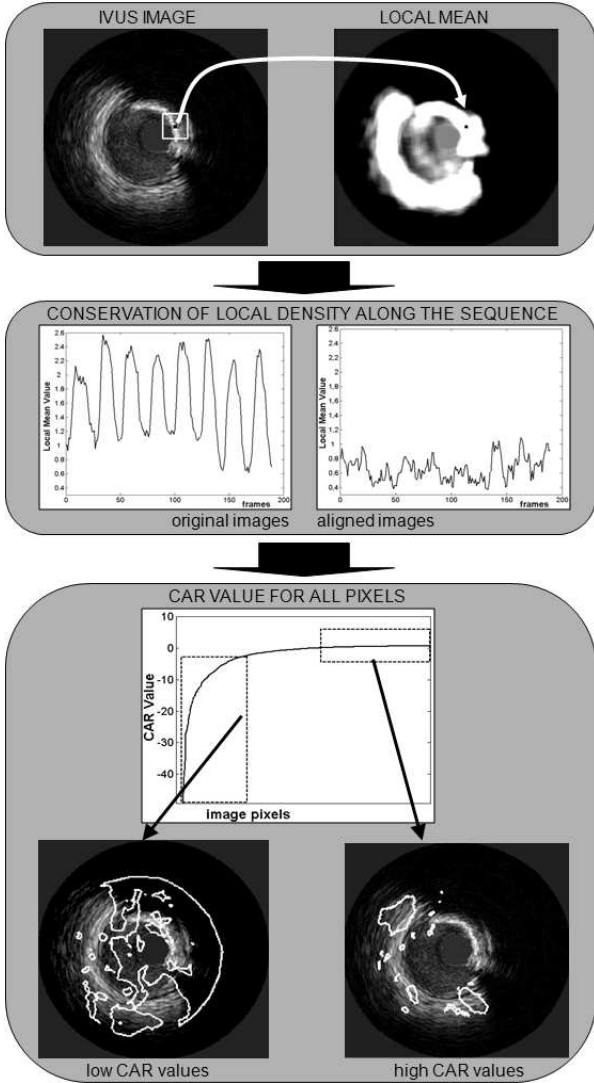 IVUS IMAGE
LOCAL MEAN
CONSERVATION OF LOCAL DENSITY ALONG THE SEQUENCE
Local Mean Value
2.6
2.4
2.2
2
1.8
1.6
1.4
1.2
1
0.8
0.6
0.4
0
50
100
150
200
frames
original images
Local Mean Value
2.6
2.4
2.2
2
1.8
1.6
1.4
1.2
1
0.8
0.6
0.4
0
50
100
150
200
frames
aligned images
CAR VALUE FOR ALL PIXELS
CAR Value
10
0
-10
-20
-30
-40
image pixels
low CAR values
high CAR values